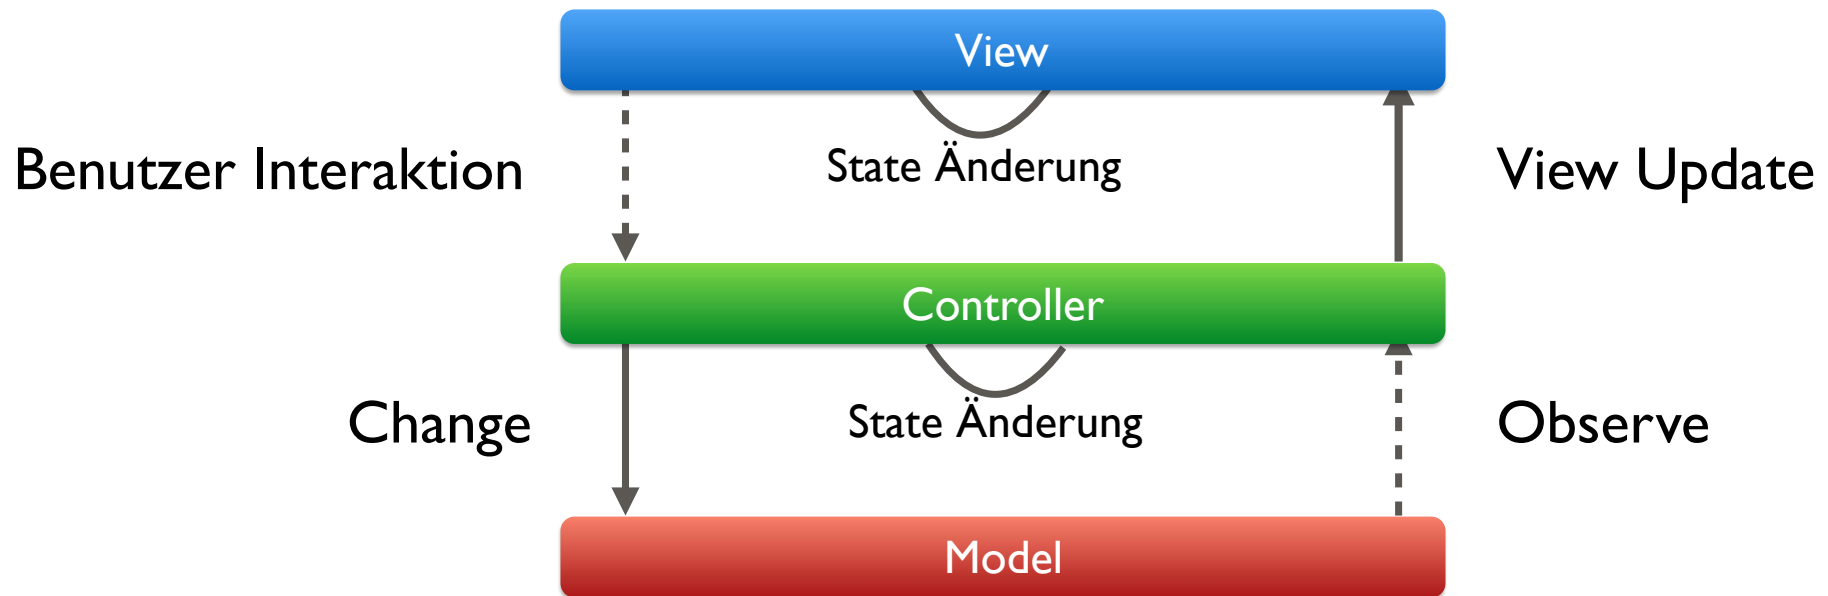 View
Benutzer Interaktion
State Änderung
View Update
Controller
Change
State Änderung
Observe
Model